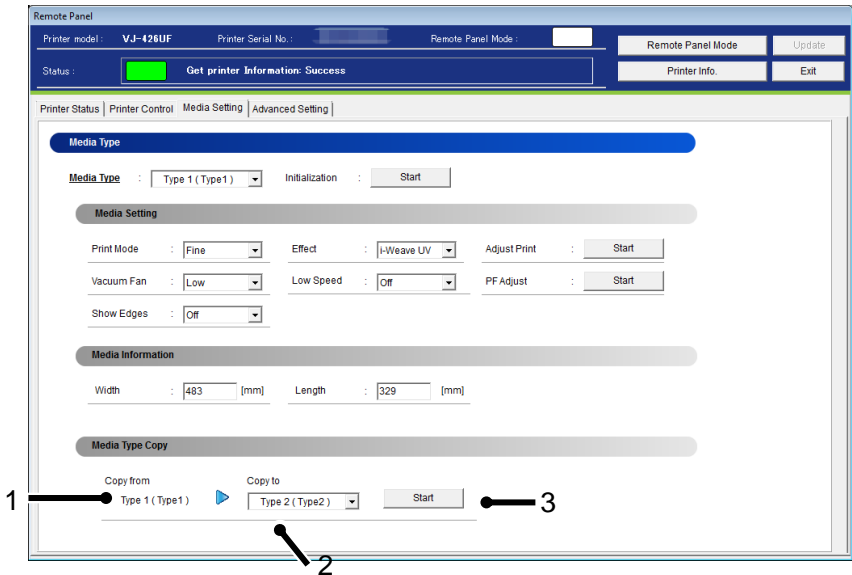 Remote Panel
Printer model : VJ-426UF Printer Serial No. : Remote Panel Mode :
Remote Panel Mode Update
Status : Get printer Information: Success
Printer Info. Exit
Printer Status Printer Control Media Setting Advanced Setting
Media Type
Media Type : Type 1 ( Type1 ) Initialization : Start
Media Setting
Print Mode : Fine Effect : i-Weave UV Adjust Print : Start
Vacuum Fan : Low Low Speed : Off PF Adjust : Start
Show Edges : Off
Media Information
Width : 483 [mm] Length : 329 [mm]
Media Type Copy
Copy from Copy to
1 Type 1 ( Type1 ) Type 2 ( Type2 ) Start 3
2